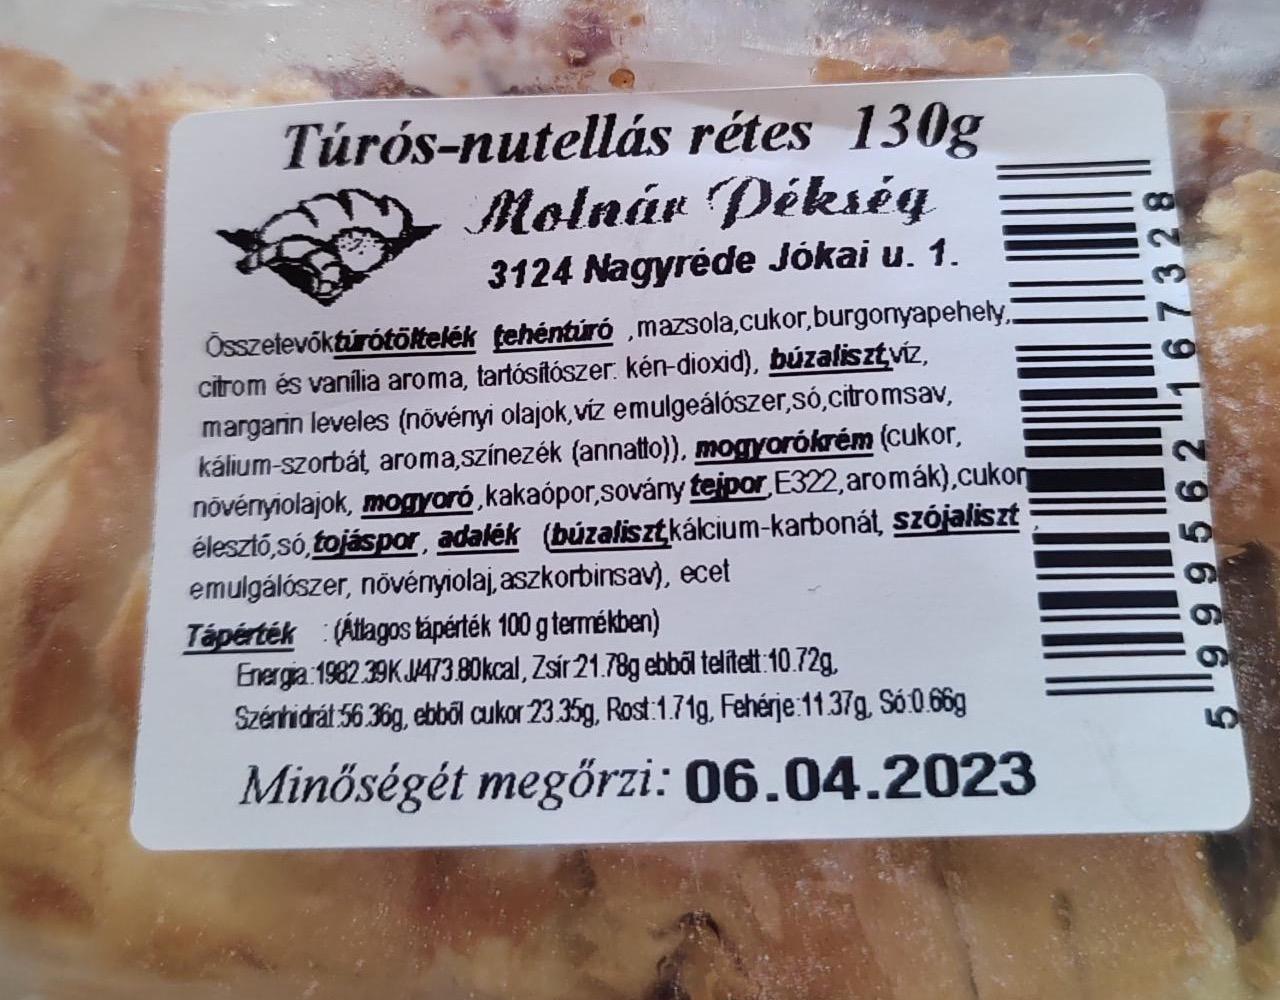 Túrós-nutellás rétes 130g
Molnár Pékség
3124 Nagyréde Jókai u. 1.
Összetevők túrótöltelék tehéntúró ,mazsola,cukor,burgonyapehely,
citrom és vanília aroma, tartósítószer: kén-dioxid), búzaliszt,víz,
margarin leveles (növényi olajok,víz emulgeálószer,só,citromsav,
kálium-szorbát, aroma,színezék (annatto)), mogyorókrém (cukor,
növényiolajok, mogyoró ,kakaópor,sovány tejpor,E322,aromák),cukor
élesztő,só,tojáspor, adalék (búzaliszt,kálcium-karbonát, szójaliszt ,
emulgálószer, növényiolaj,aszkorbinsav), ecet
Tápérték : (Átlagos tápérték 100 g termékben)
Energia:1982.39KJ/473.80kcal, Zsír:21.78g ebből telített:10.72g,
Szénhidrát:56.36g, ebből cukor:23.35g, Rost:1.71g, Fehérje:11.37g, Só:0.66g
Minőségét megőrzi: 06.04.2023
5999562167328